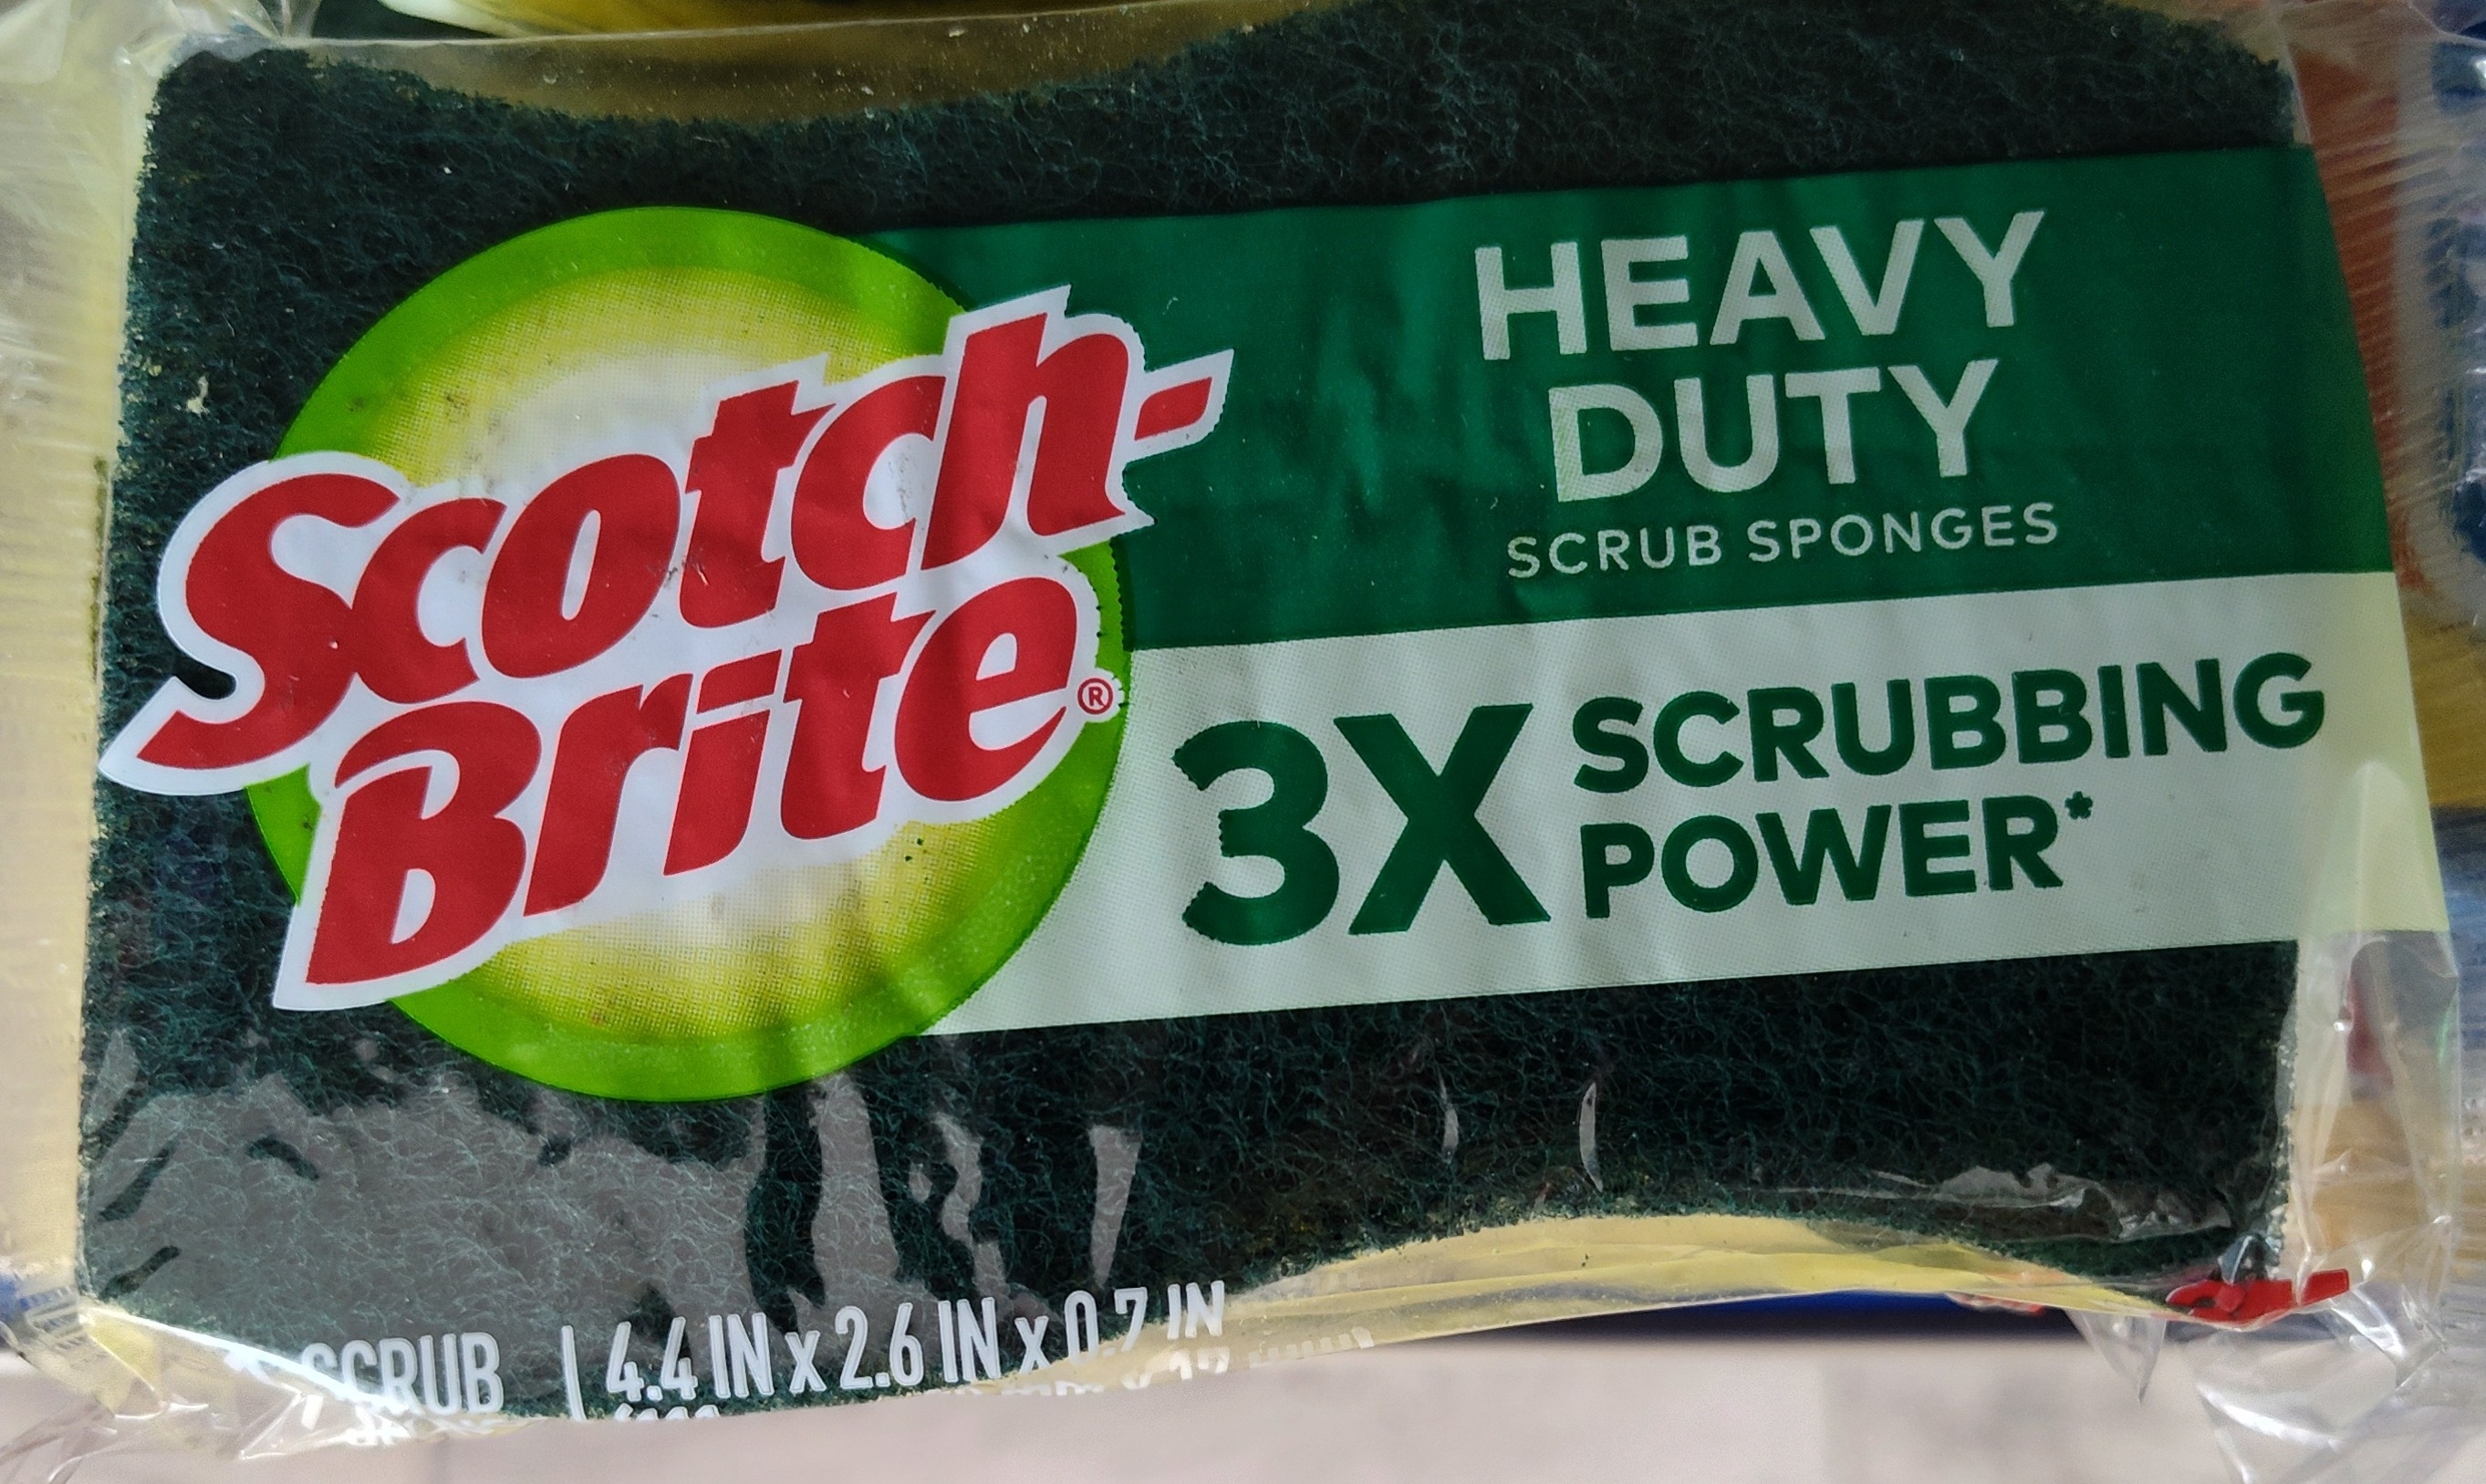 Scotch-
Brite®
HEAVY
DUTY
SCRUB SPONGES
3X SCRUBBING
POWER*
SCRUB
4.4 IN x 2.6 IN x 0.7 IN